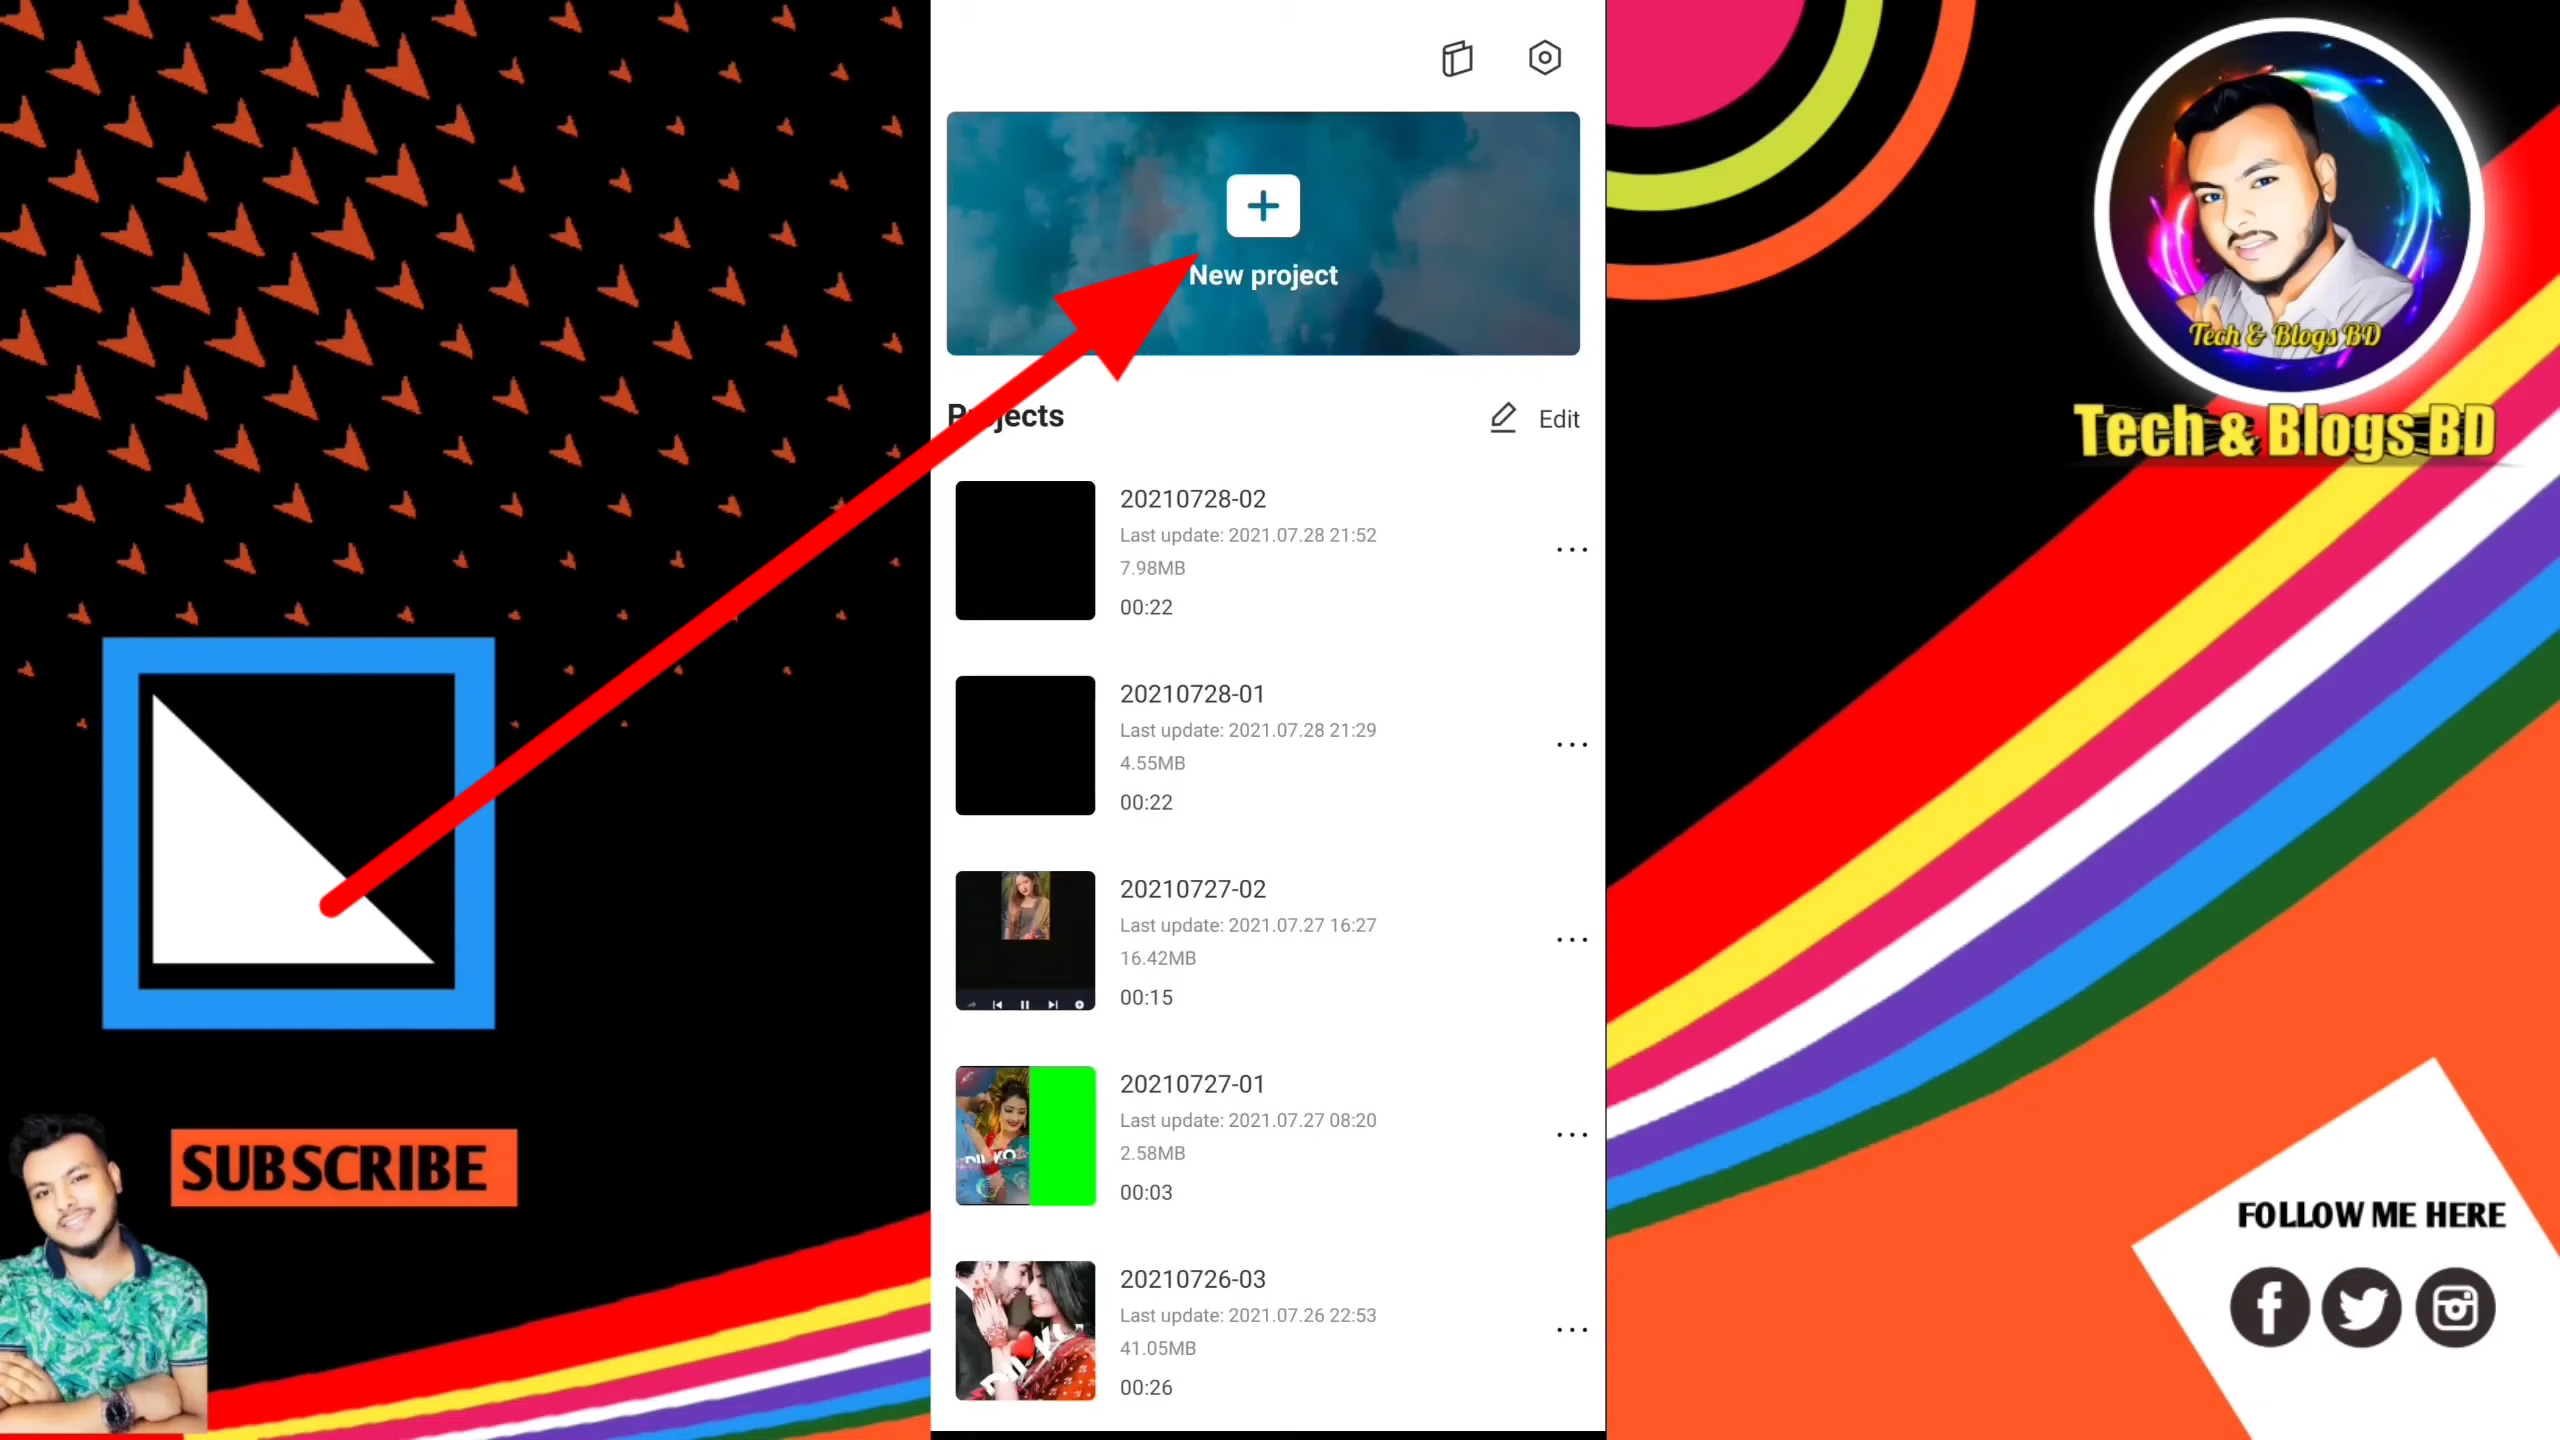 New project
Projects
Edit
20210728-02
Last update: 2021.07.28 21:52
7.98MB
00:22
20210728-01
Last update: 2021.07.28 21:29
4.55MB
00:22
20210727-02
Last update: 2021.07.27 16:27
16.42MB
00:15
20210727-01
Last update: 2021.07.27 08:20
2.58MB
00:03
20210726-03
Last update: 2021.07.26 22:53
41.05MB
00:26
SUBSCRIBE
Tech & Blogs BD
Tech & Blogs BD
FOLLOW ME HERE